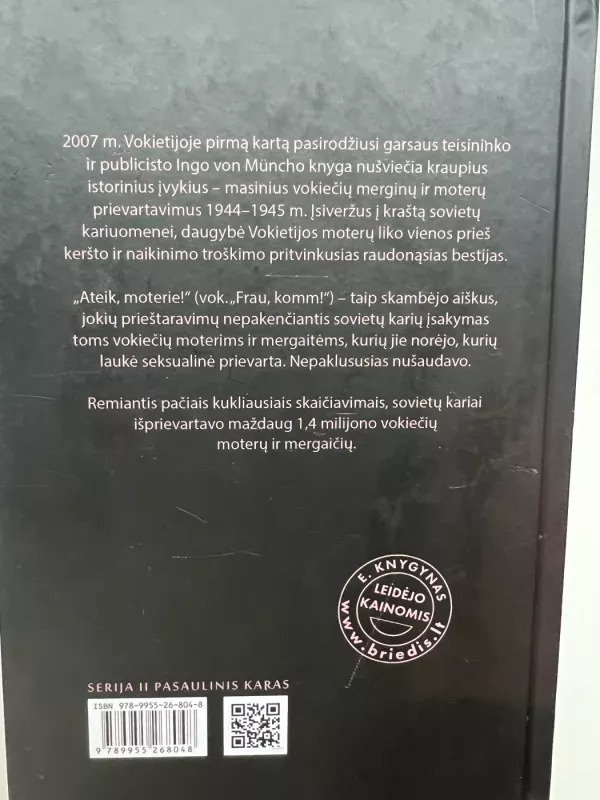 2007 m. Vokietijoje pirmą kartą pasirodžiusi garsaus teisininko
ir publicisto Ingo von Müncho knyga nušviečia kraupius
istorinius įvykius – masinius vokiečių merginų ir moterų
prievartavimus 1944–1945 m. Įsiveržus į kraštą sovietų
kariuomenei, daugybė Vokietijos moterų liko vienos prieš
keršto ir naikinimo troškimo pritvinkusias raudonąsias bestijas.
„Ateik, moterie!“ (vok. „Frau, komm!“) – taip skambėjo aiškus,
jokių prieštaravimų nepakenčiantis sovietų karių įsakymas
toms vokiečių moterims ir mergaitėms, kurių jie norėjo, kurių
laukė seksualinė prievarta. Nepaklususias nušaudavo.
Remiantis pačiais kukliausiais skaičiavimais, sovietų kariai
išprievartavo maždaug 1,4 milijono vokiečių
moterų ir mergaičių.
E. KNYGYNAS
LEIDĖJO
KAINOMIS
www.briedis.lt
SERIJA II PASAULINIS KARAS
ISBN 978-9955-26-804-8
9 789955 268048